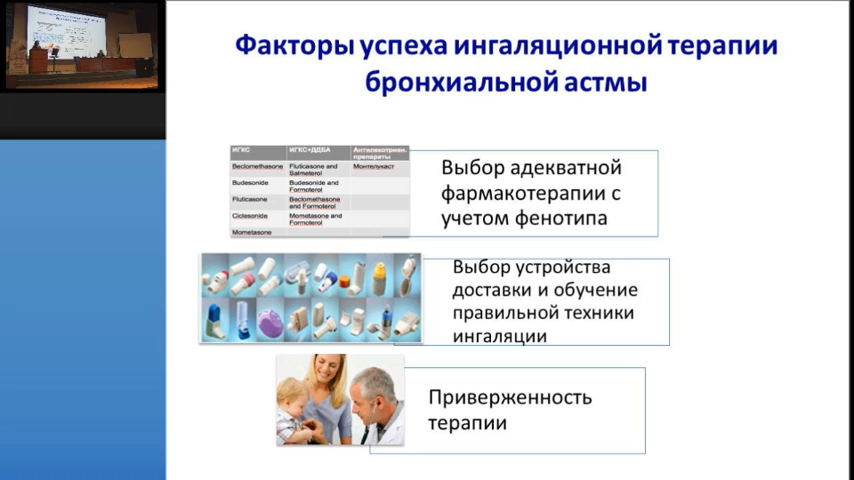 Факторы успеха ингаляционной терапии
бронхиальной астмы
ИГКС ИГКС+ДДБА Антилейкотриен.
препараты
Beclomethasone Fluticasone and Монтелукаст
Salmeterol
Budesonide Budesonide and
Formoterol
Fluticasone Beclomethasone
and Formoterol
Ciclesonide Mometasone and
Formoterol
Mometasone
Выбор адекватной
фармакотерапии с
учетом фенотипа
Выбор устройства
доставки и обучение
правильной техники
ингаляции
Приверженность
терапии